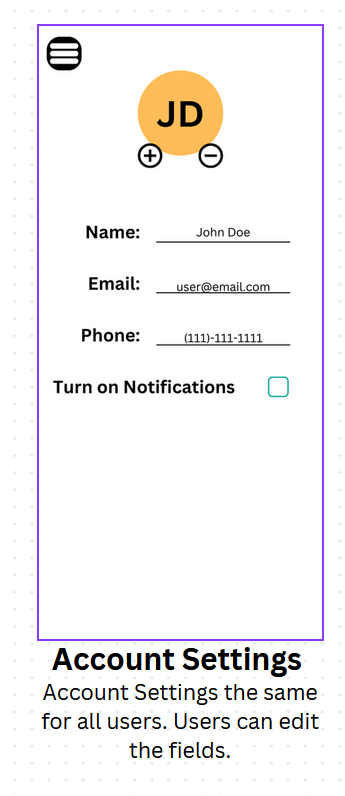 JD
Name: John Doe
Email: user@email.com
Phone: (111)-111-1111
Turn on Notifications
Account Settings
Account Settings the same
for all users. Users can edit
the fields.